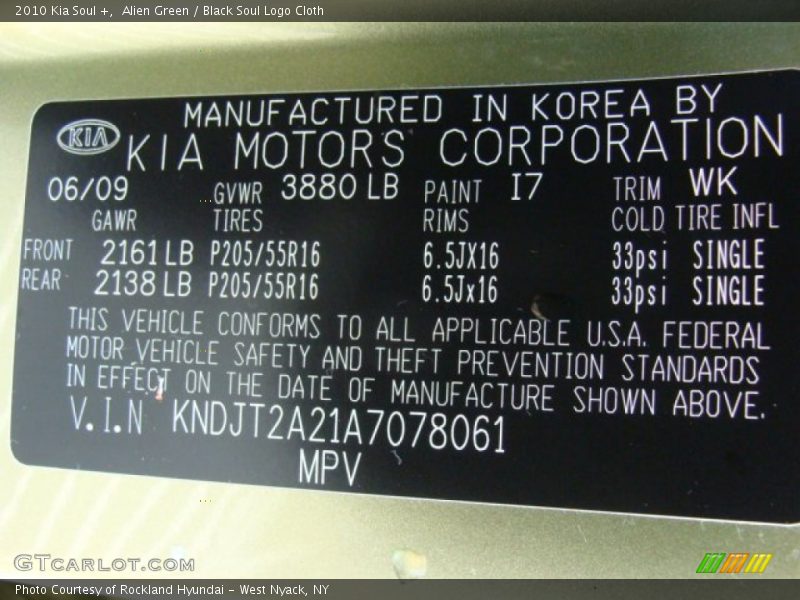 2010 Kia Soul +,  Alien Green / Black Soul Logo Cloth
MANUFACTURED IN KOREA BY
KIA KIA MOTORS CORPORATION
06/09 GVWR 3880 LB PAINT I7 TRIM WK
GAWR TIRES RIMS COLD TIRE INFL
FRONT 2161 LB P205/55R16 6.5JX16 33psi SINGLE
REAR 2138 LB P205/55R16 6.5Jx16 33psi SINGLE
THIS VEHICLE CONFORMS TO ALL APPLICABLE U.S.A. FEDERAL
MOTOR VEHICLE SAFETY AND THEFT PREVENTION STANDARDS
IN EFFECT ON THE DATE OF MANUFACTURE SHOWN ABOVE.
V.I.N KNDJT2A21A7078061
MPV
GTCARLOT.COM
Photo Courtesy of Rockland Hyundai - West Nyack, NY